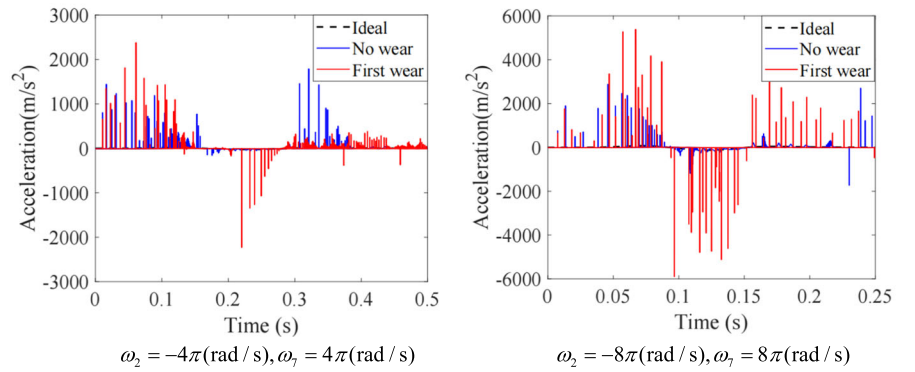 3000
2000
1000
0
-1000
-2000
-3000
Acceleration(m/s²)
0 0.1 0.2 0.3 0.4 0.5
Time (s)
Ideal
No wear
First wear
ω₂ = −4π(rad / s), ω₇ = 4π(rad / s)
6000
4000
2000
0
-2000
-4000
-6000
Acceleration(m/s²)
0 0.05 0.1 0.15 0.2 0.25
Time (s)
Ideal
No wear
First wear
ω₂ = −8π(rad / s), ω₇ = 8π(rad / s)